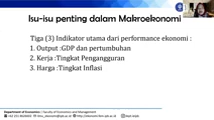 Isu-isu penting dalam Makroekonomi
Tiga (3) Indikator utama dari performance ekonomi :
1. Output :GDP dan pertumbuhan
2. Kerja :Tingkat Pengangguran
3. Harga :Tingkat Inflasi
Department of Economics | Faculty of Economics and Management